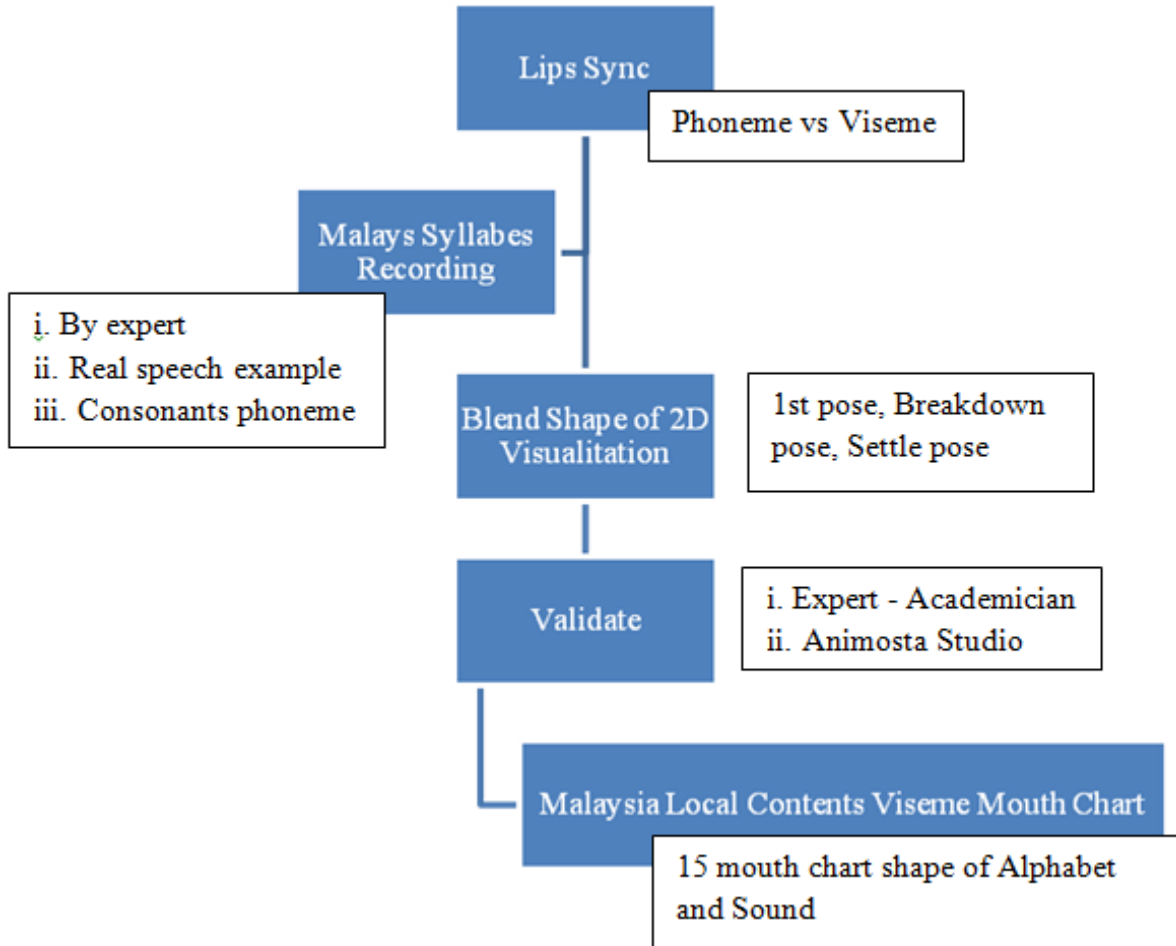 Lips Sync
Phoneme vs Viseme
Malays Syllabes
Recording
i. By expert
ii. Real speech example
iii. Consonants phoneme
Blend Shape of 2D
Visualitation
1st pose, Breakdown
pose, Settle pose
Validate
i. Expert - Academician
ii. Animosta Studio
Malaysia Local Contents Viseme Mouth Chart
15 mouth chart shape of Alphabet
and Sound